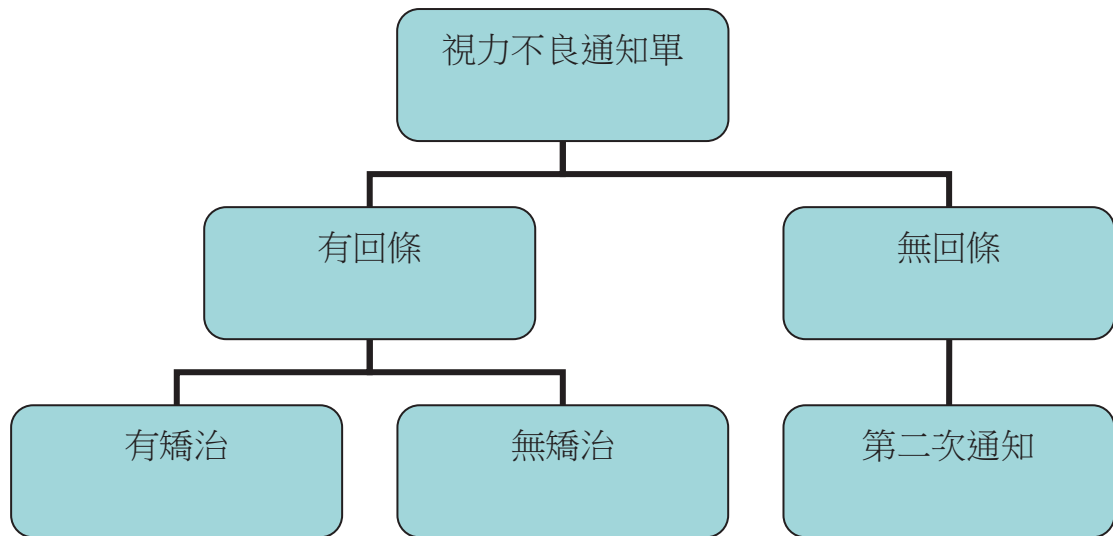 視力不良通知單
有回條
無回條
有矯治
無矯治
第二次通知